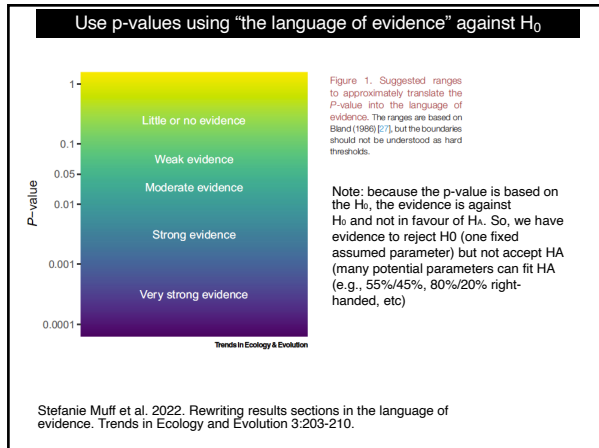 Use p-values using “the language of evidence” against H₀
1
0.1
0.05
0.01
0.001
0.0001
P-value
Little or no evidence
Weak evidence
Moderate evidence
Strong evidence
Very strong evidence
Trends in Ecology & Evolution
Figure 1. Suggested ranges
to approximately translate the
P-value into the language of
evidence. The ranges are based on
Bland (1986) [27], but the boundaries
should not be understood as hard
thresholds.
Note: because the p-value is based on
the H₀, the evidence is against
H₀ and not in favour of Hᴀ. So, we have
evidence to reject H0 (one fixed
assumed parameter) but not accept HA
(many potential parameters can fit HA
(e.g., 55%/45%, 80%/20% right-
handed, etc)
Stefanie Muff et al. 2022. Rewriting results sections in the language of
evidence. Trends in Ecology and Evolution 3:203-210.